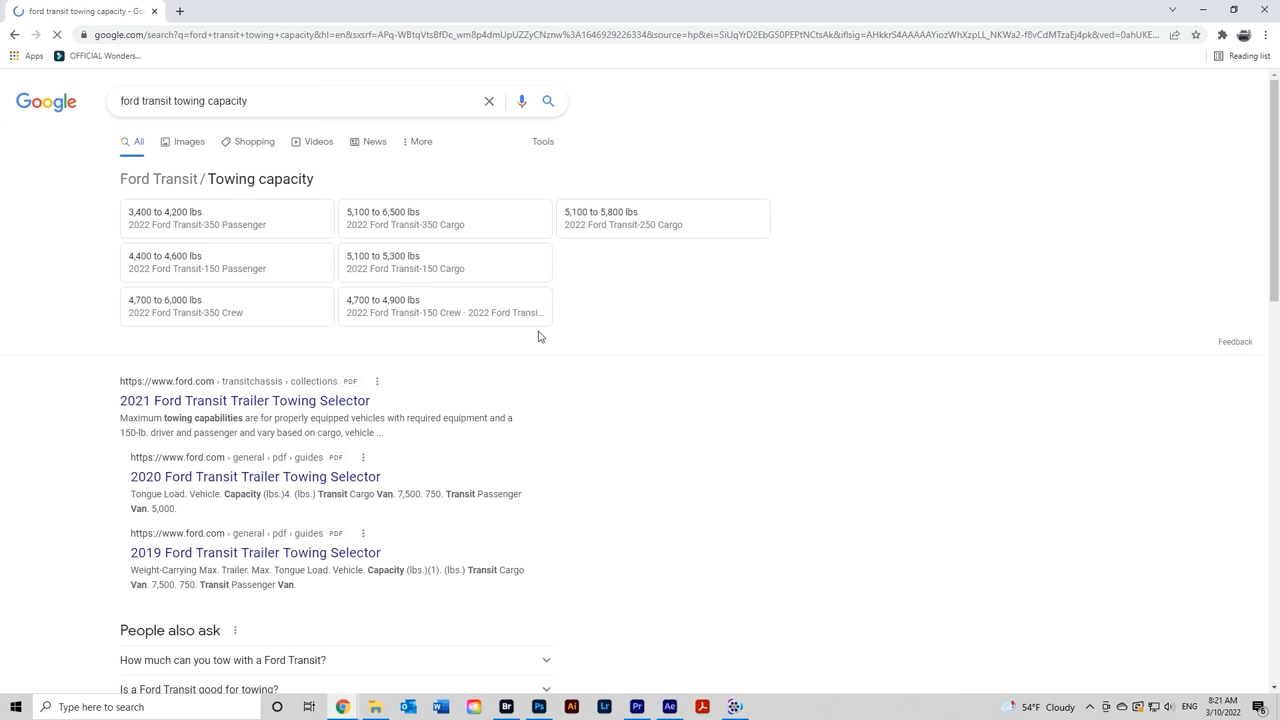 ford transit towing capacity - Go
google.com/search?q=ford+transit+towing+capacity&hl=en&sxsrf=APq-WBtqVtsBfDc_wm8p4dmUpUZZyCNznw%3A1646929226334&source=hp&ei=SiUqYrD2EbG50PEPtNCtsAk&iflsig=AHkkrS4AAAAAYiozWhXzpLL_NKWa2-f8vCdMTzaEj4pk&ved=0ahUKE...
Apps
OFFICIAL Wonders...
Reading list
Google
ford transit towing capacity
All
Images
Shopping
Videos
News
More
Tools
Ford Transit / Towing capacity
3,400 to 4,200 lbs
2022 Ford Transit-350 Passenger
5,100 to 6,500 lbs
2022 Ford Transit-350 Cargo
5,100 to 5,800 lbs
2022 Ford Transit-250 Cargo
4,400 to 4,600 lbs
2022 Ford Transit-150 Passenger
5,100 to 5,300 lbs
2022 Ford Transit-150 Cargo
4,700 to 6,000 lbs
2022 Ford Transit-350 Crew
4,700 to 4,900 lbs
2022 Ford Transit-150 Crew · 2022 Ford Transi...
Feedback
https://www.ford.com › transitchassis › collections PDF
2021 Ford Transit Trailer Towing Selector
Maximum towing capabilities are for properly equipped vehicles with required equipment and a
150-lb. driver and passenger and vary based on cargo, vehicle ...
https://www.ford.com › general › pdf › guides PDF
2020 Ford Transit Trailer Towing Selector
Tongue Load. Vehicle. Capacity (lbs.)4. (lbs.) Transit Cargo Van. 7,500. 750. Transit Passenger
Van. 5,000.
https://www.ford.com › general › pdf › guides PDF
2019 Ford Transit Trailer Towing Selector
Weight-Carrying Max. Trailer. Max. Tongue Load. Vehicle. Capacity (lbs.)(1). (lbs.) Transit Cargo
Van. 7,500. 750. Transit Passenger Van.
People also ask
How much can you tow with a Ford Transit?
Is a Ford Transit good for towing?
Type here to search
Br
Ps
Ai
Lr
Pr
Ae
54°F Cloudy
8:21 AM
3/10/2022
6